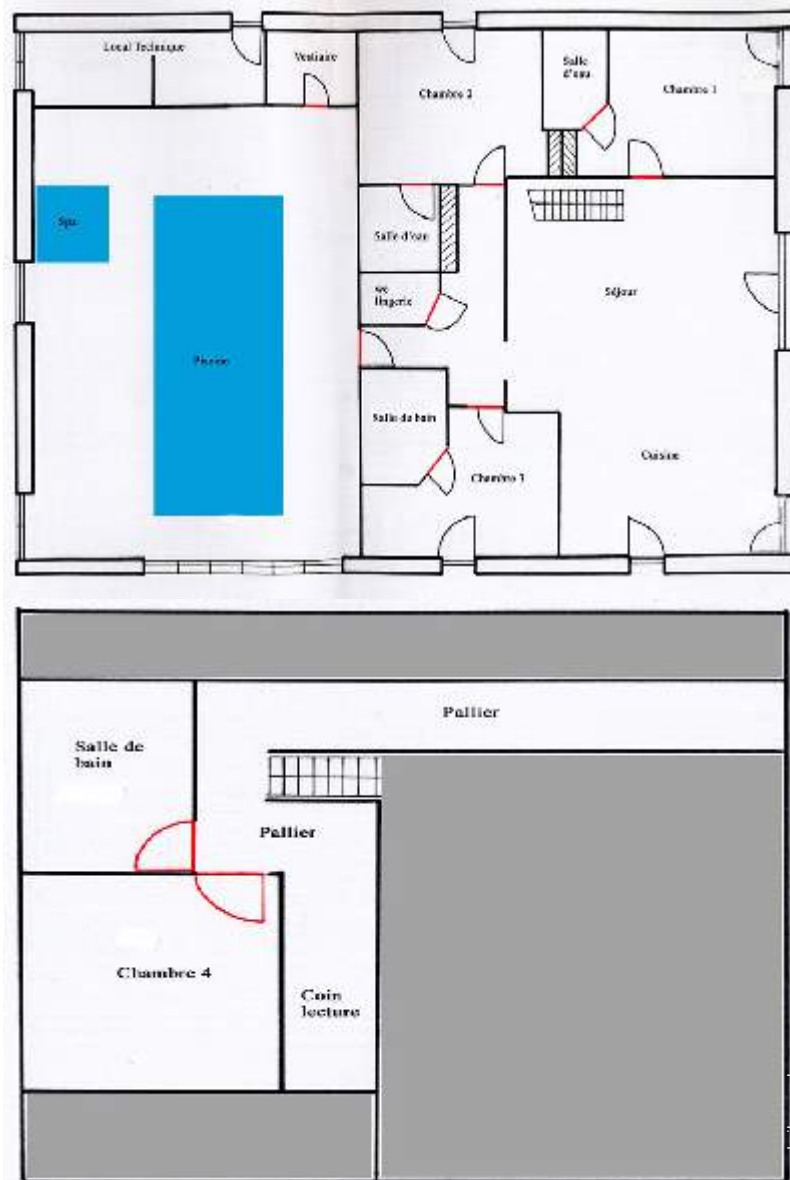 Local Technique
Vestiaire
Chambre 2
Salle
d'eau
Chambre 1
Spa
Salle d'eau
wc
lingerie
Séjour
Piscine
Salle de bain
Cuisine
Chambre 3
Pallier
Salle de
bain
Pallier
Chambre 4
Coin
lecture